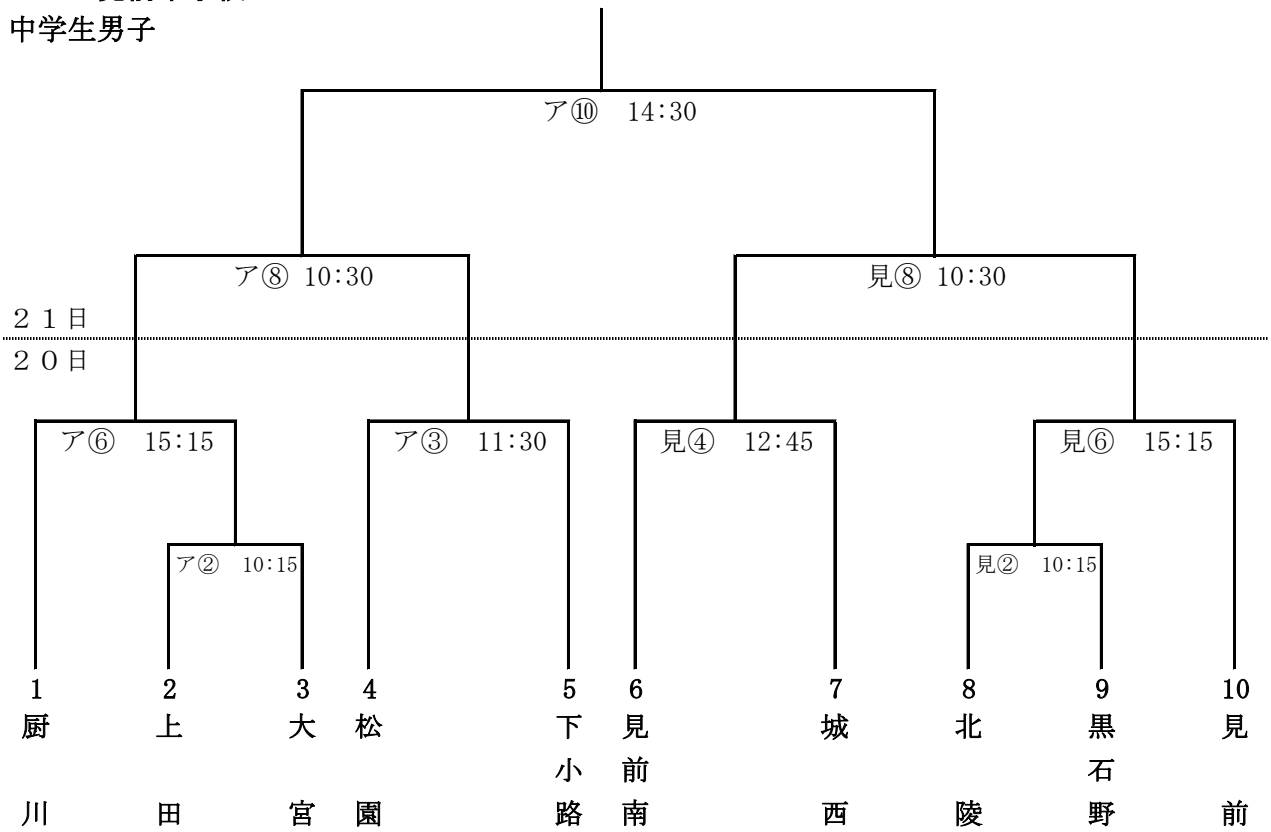 中学生男子
ア⑩ 14:30
ア⑧ 10:30
見⑧ 10:30
２１日
２０日
ア⑥ 15:15
ア③ 11:30
見④ 12:45
見⑥ 15:15
ア② 10:15
見② 10:15
1 2 3 4 5 6 7 8 9 10
厨川
上田
大宮
松園
下小路
見前南
城西
北陵
黒石野
見前